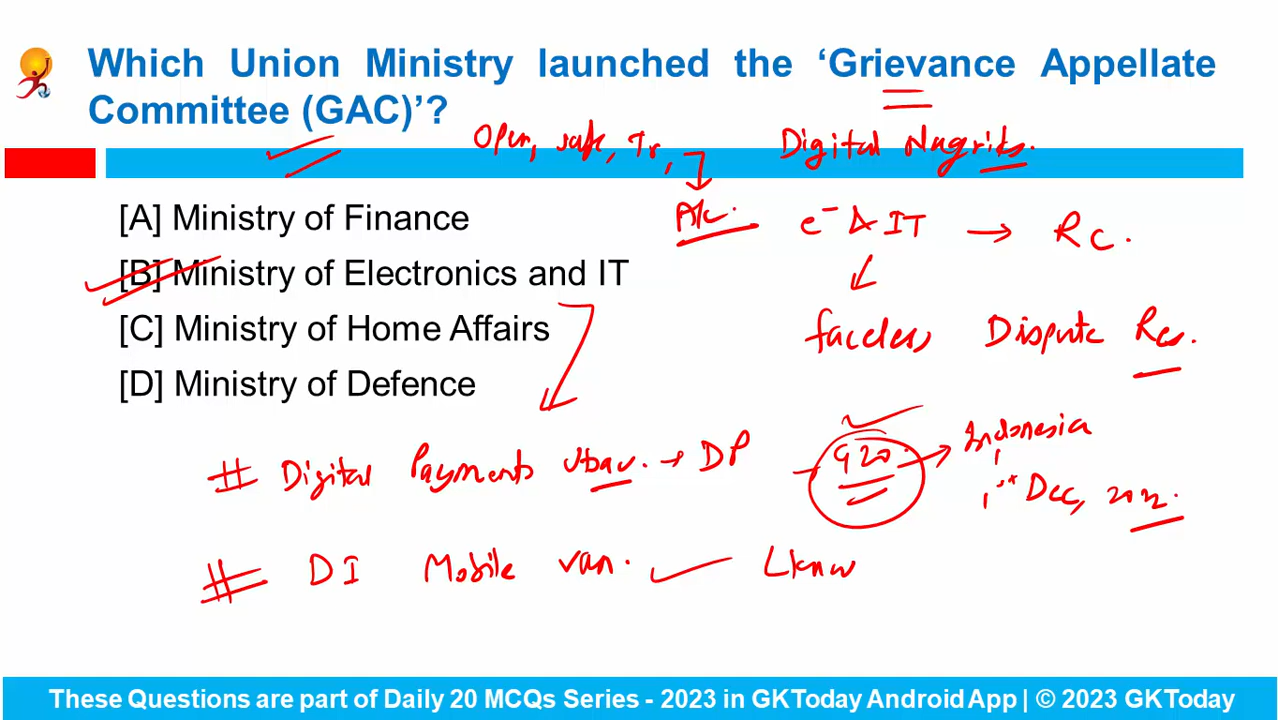 Which Union Ministry launched the ‘Grievance Appellate
Committee (GAC)’?
Open, safe, Tr,
Digital Nagriks.
[A] Ministry of Finance
A/c.
e- & IT → RC.
[B] Ministry of Electronics and IT
[C] Ministry of Home Affairs
faceless Dispute Res.
[D] Ministry of Defence
# Digital Payments Utsav. → DP – G20 → Indonesia
1st Dec, 2022.
# DI Mobile van. Lknw
These Questions are part of Daily 20 MCQs Series - 2023 in GKToday Android App | © 2023 GKToday